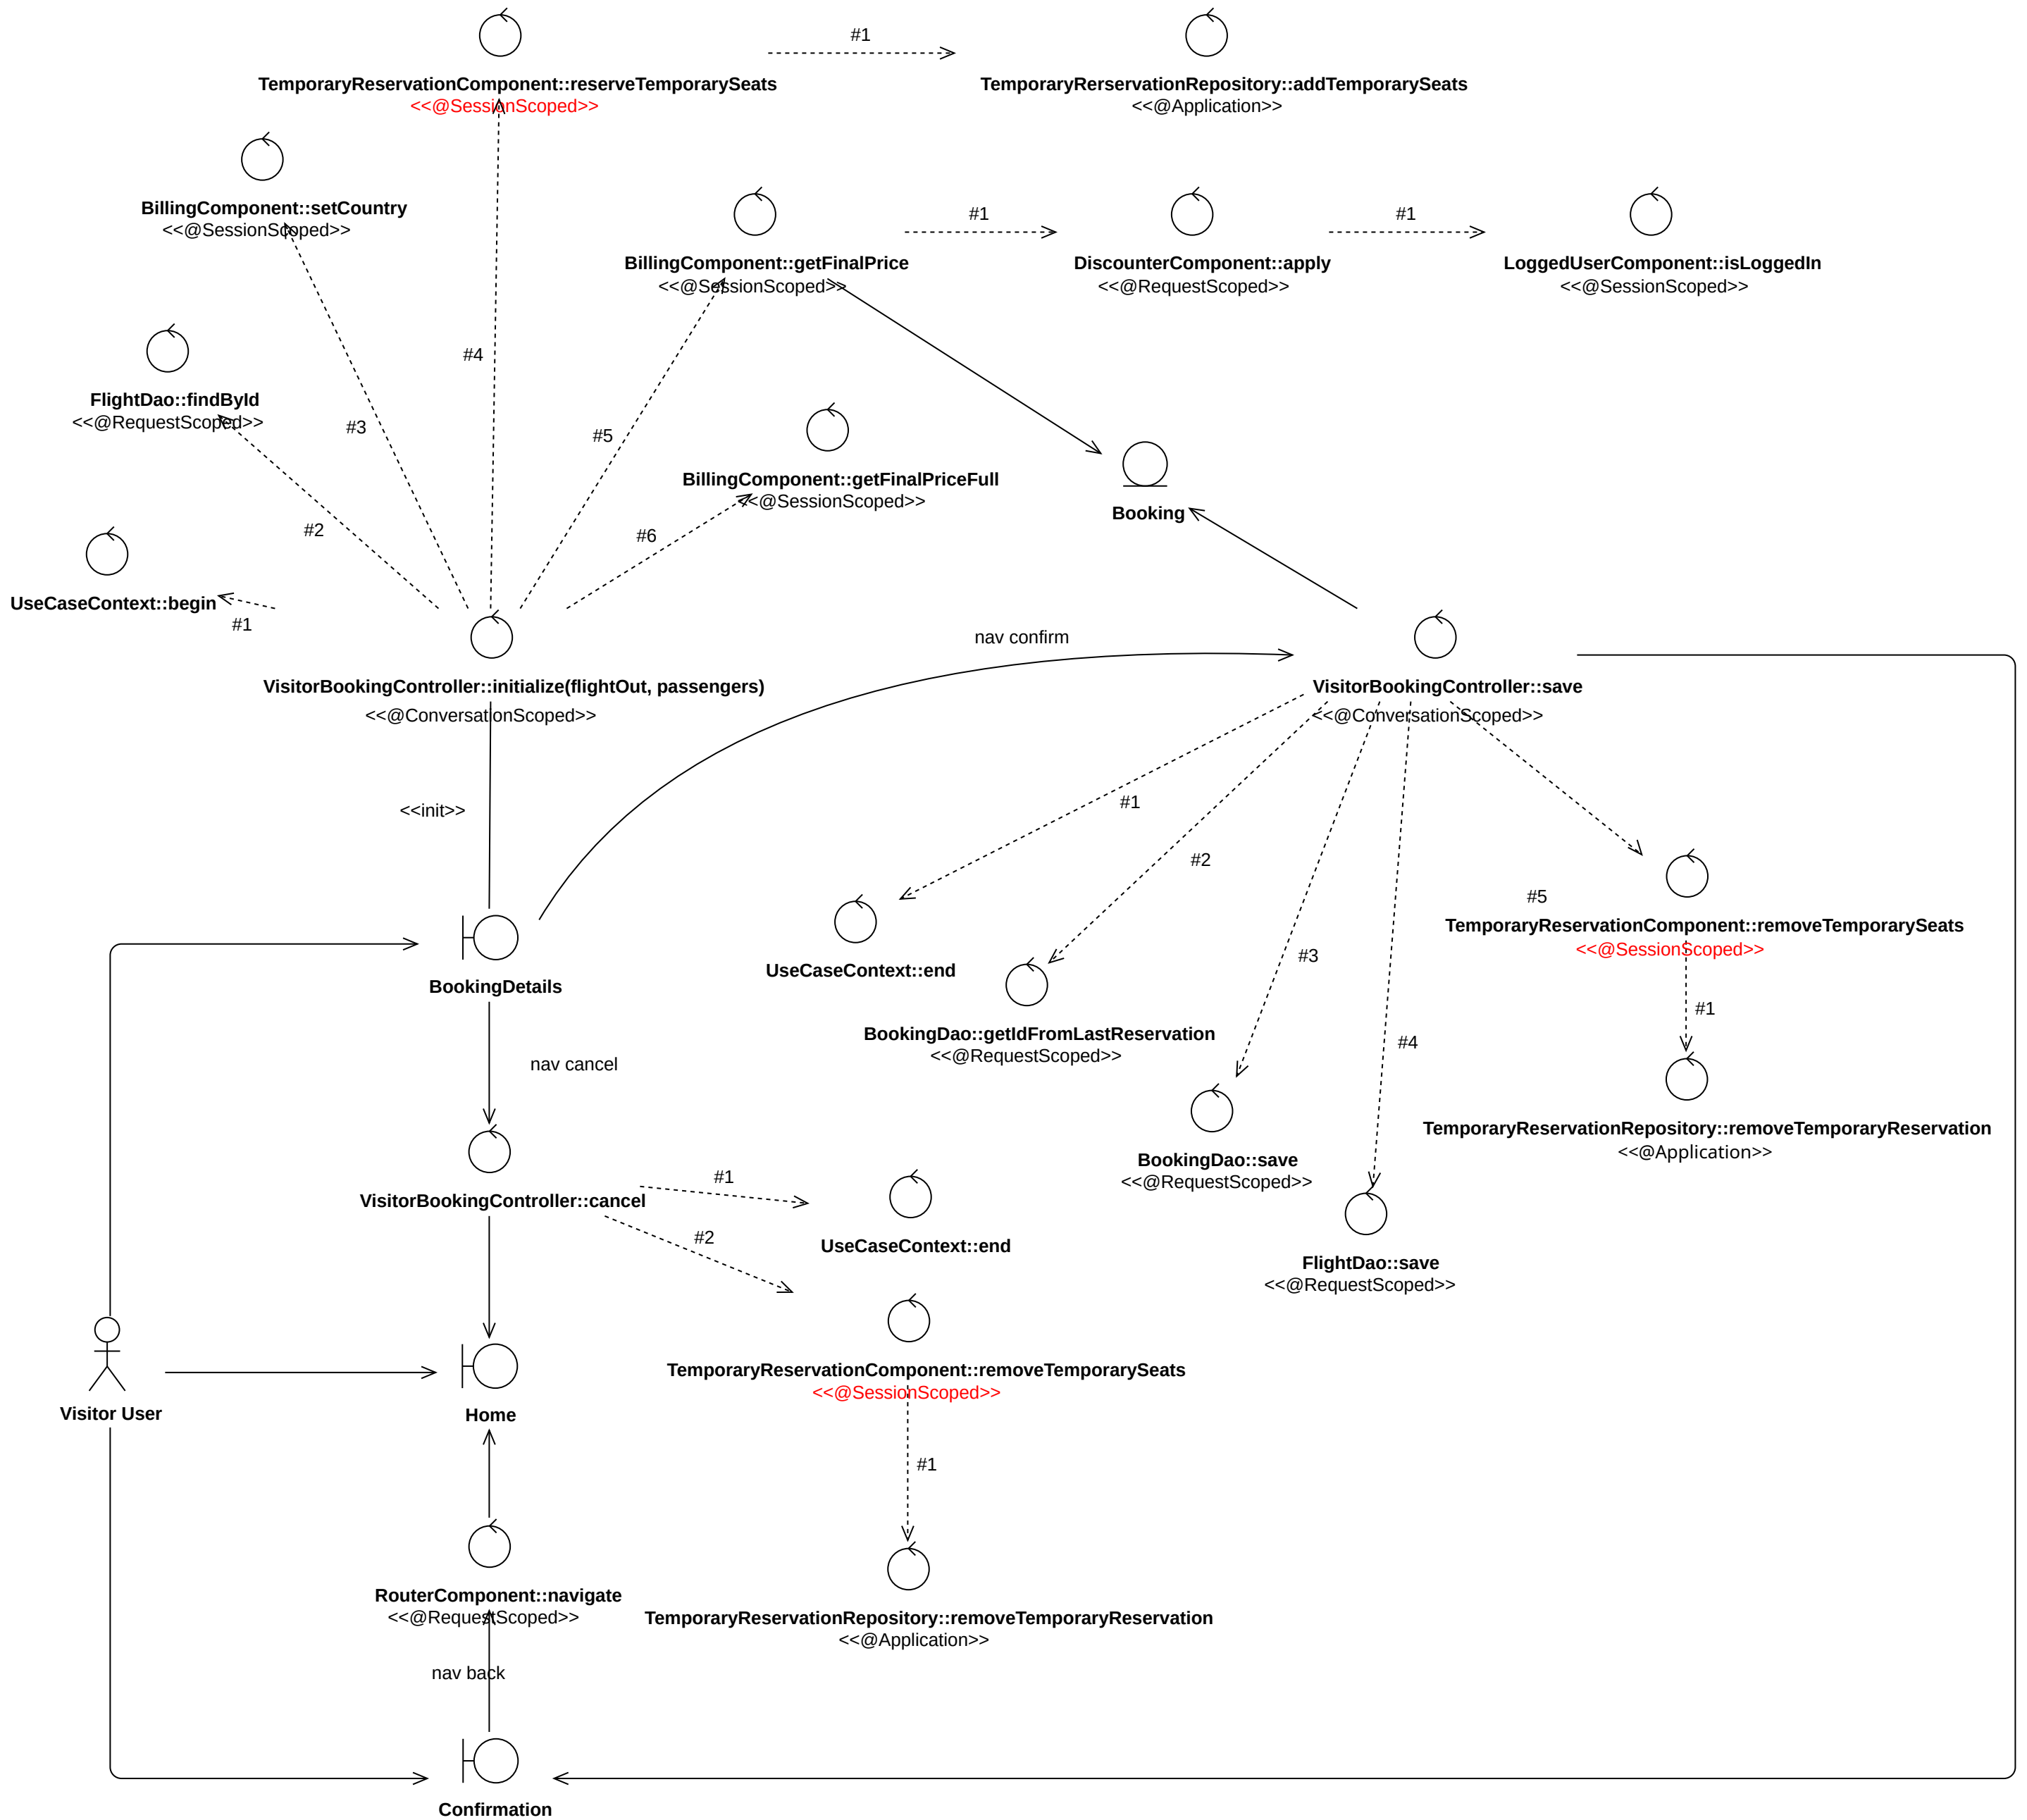 #1
TemporaryReservationComponent::reserveTemporarySeats
<<@SessionScoped>>
TemporaryRerservationRepository::addTemporarySeats
<<@Application>>
BillingComponent::setCountry
<<@SessionScoped>>
#1
#1
BillingComponent::getFinalPrice
<<@SessionScoped>>
DiscounterComponent::apply
<<@RequestScoped>>
LoggedUserComponent::isLoggedIn
<<@SessionScoped>>
#4
FlightDao::findById
<<@RequestScoped>>
#3
#5
BillingComponent::getFinalPriceFull
<<@SessionScoped>>
Booking
#2
#6
UseCaseContext::begin
#1
nav confirm
VisitorBookingController::initialize(flightOut, passengers)
<<@ConversationScoped>>
VisitorBookingController::save
<<@ConversationScoped>>
<<init>>
#1
#2
#5
TemporaryReservationComponent::removeTemporarySeats
<<@SessionScoped>>
#3
UseCaseContext::end
BookingDetails
#1
BookingDao::getIdFromLastReservation
<<@RequestScoped>>
#4
nav cancel
TemporaryReservationRepository::removeTemporaryReservation
<<@Application>>
BookingDao::save
<<@RequestScoped>>
#1
VisitorBookingController::cancel
#2
UseCaseContext::end
FlightDao::save
<<@RequestScoped>>
TemporaryReservationComponent::removeTemporarySeats
<<@SessionScoped>>
Visitor User
Home
#1
RouterComponent::navigate
<<@RequestScoped>>
TemporaryReservationRepository::removeTemporaryReservation
<<@Application>>
nav back
Confirmation